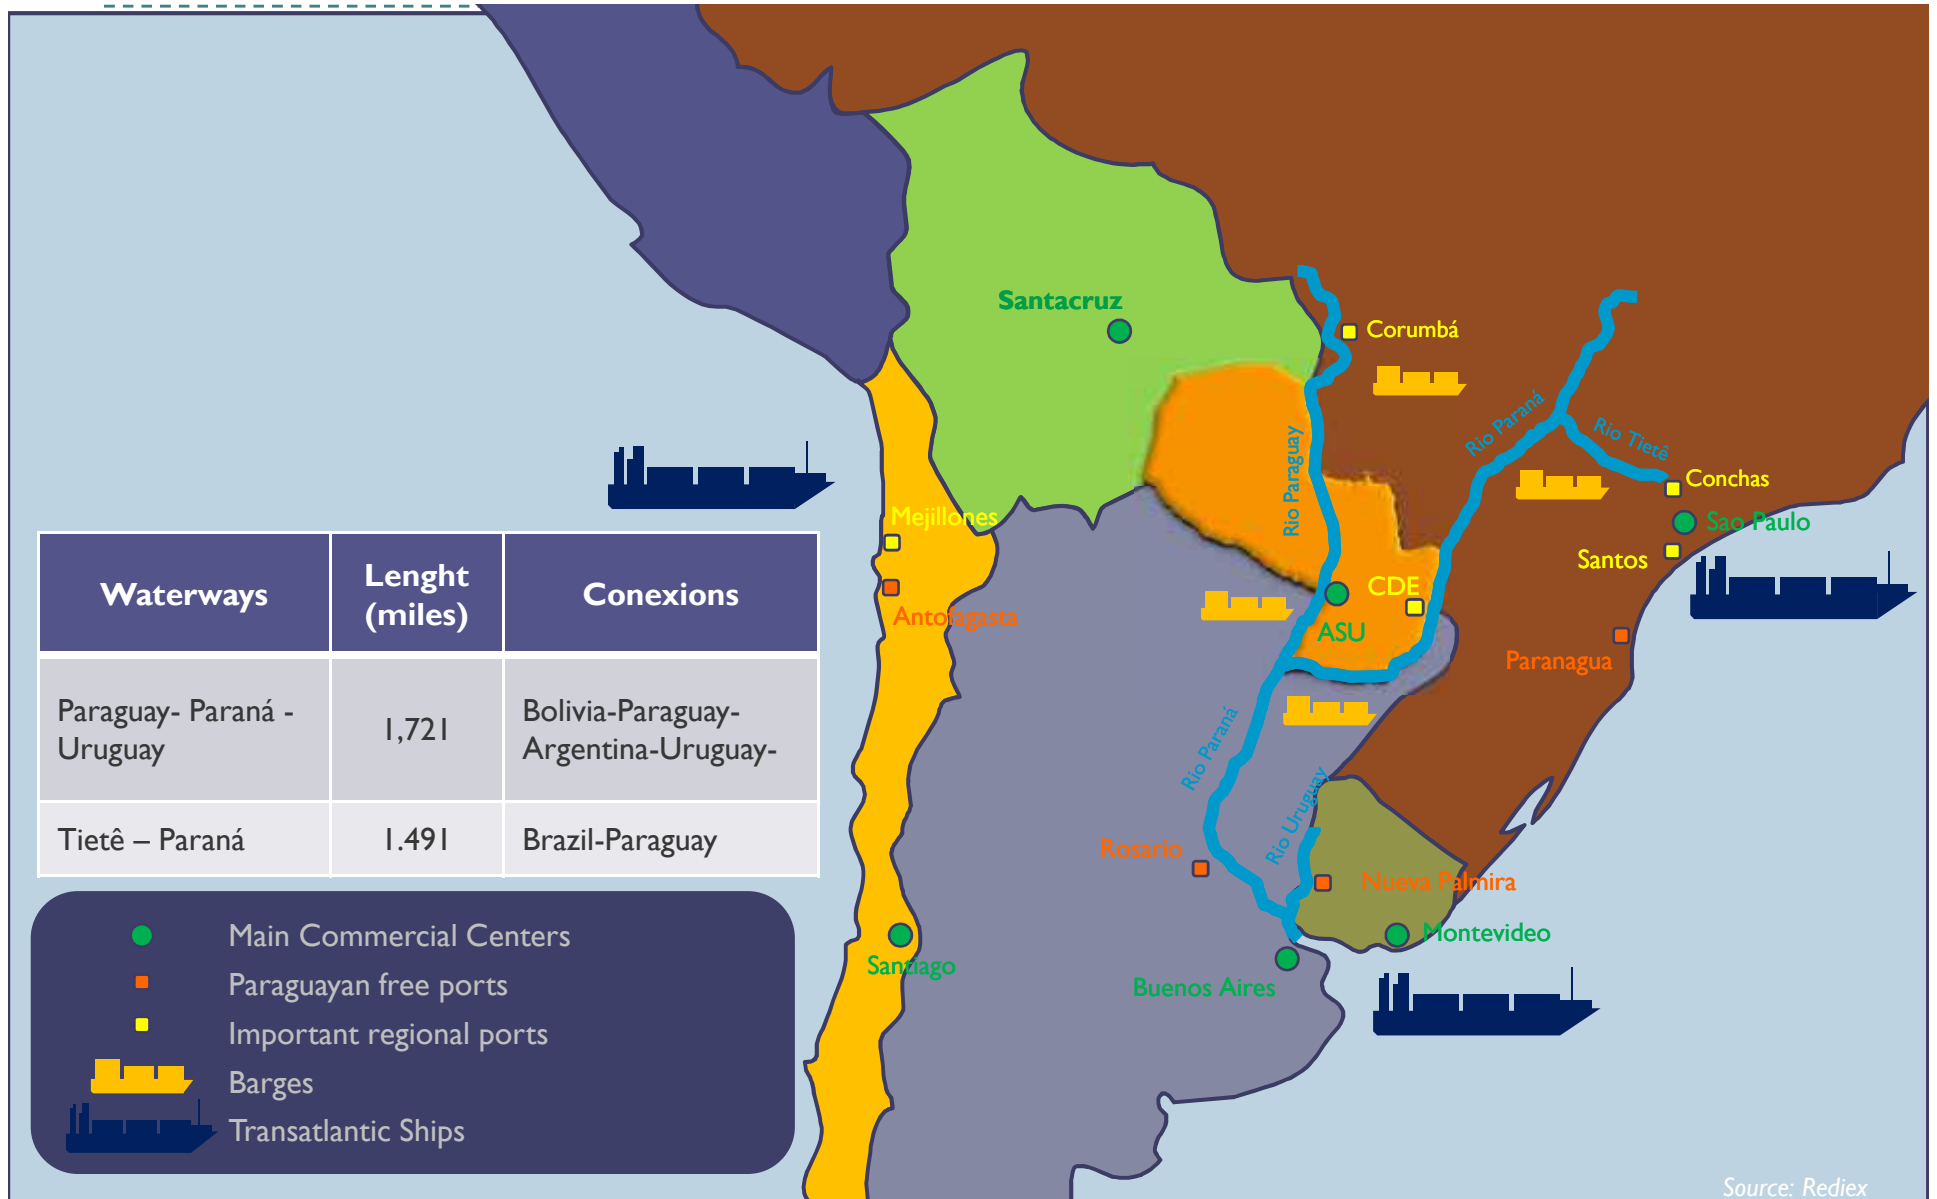 Santacruz
Corumbá
Rio Paraguay
Rio Paraná
Rio Tietê
Conchas
Sao Paulo
Santos
Mejillones
Antofagasta
CDE
ASU
Paranagua
Rio Paraná
Rio Uruguay
Rosario
Nueva Palmira
Santiago
Montevideo
Buenos Aires
Waterways
Lenght
(miles)
Conexions
Paraguay- Paraná -
Uruguay
1,721
Bolivia-Paraguay-
Argentina-Uruguay-
Tietê – Paraná
1.491
Brazil-Paraguay
Main Commercial Centers
Paraguayan free ports
Important regional ports
Barges
Transatlantic Ships
Source: Rediex